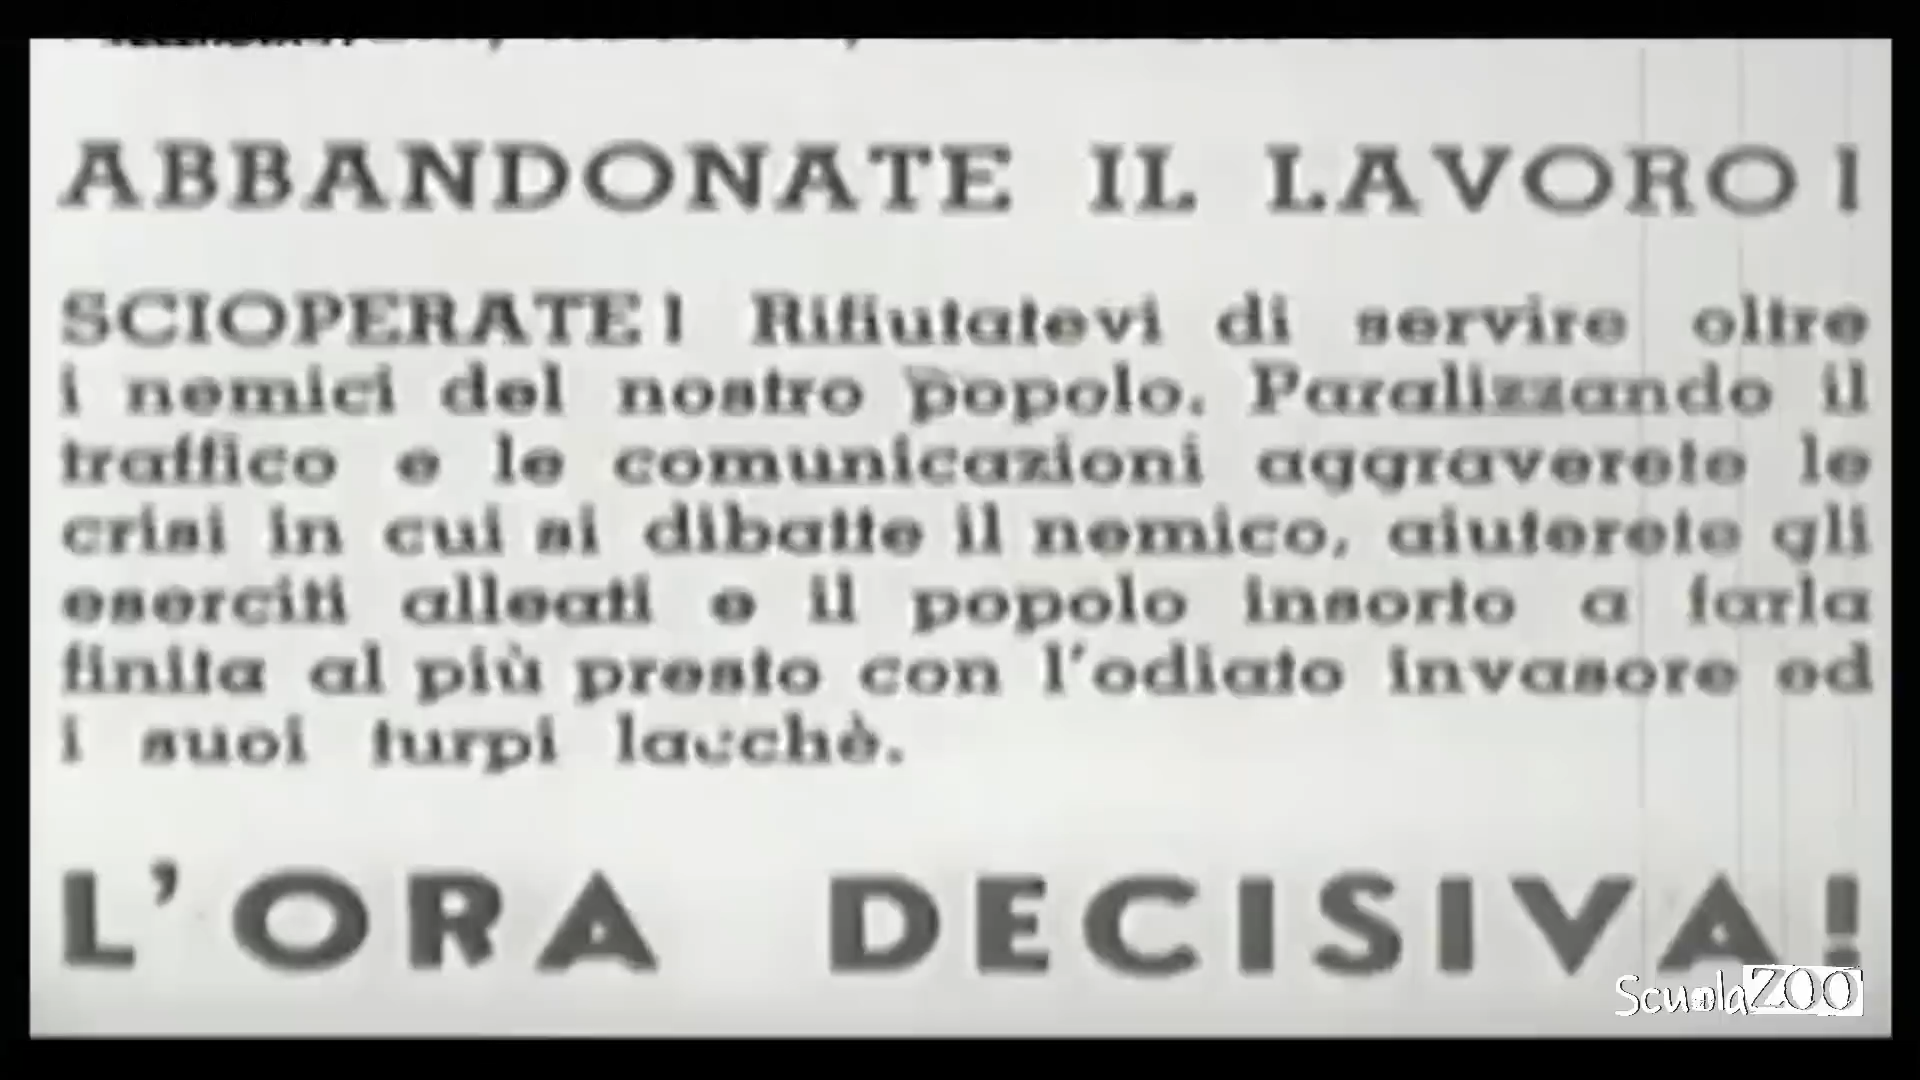 ABBANDONATE IL LAVORO!
SCIOPERATE! Rifiutatevi di servire oltre
i nemici del nostro popolo. Paralizzando il
traffico e le comunicazioni aggraverete le
crisi in cui si dibatte il nemico, aiuterete gli
eserciti alleati e il popolo insorto a farla
finita al più presto con l'odiato invasore ed
i suoi turpi lacchè.
L'ORA DECISIVA!
ScuolaZOO